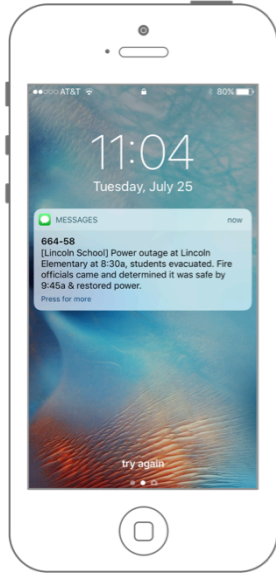 AT&T 80%
11:04
Tuesday, July 25
MESSAGES now
664-58
[Lincoln School] Power outage at Lincoln
Elementary at 8:30a, students evacuated. Fire
officials came and determined it was safe by
9:45a & restored power.
Press for more
try again